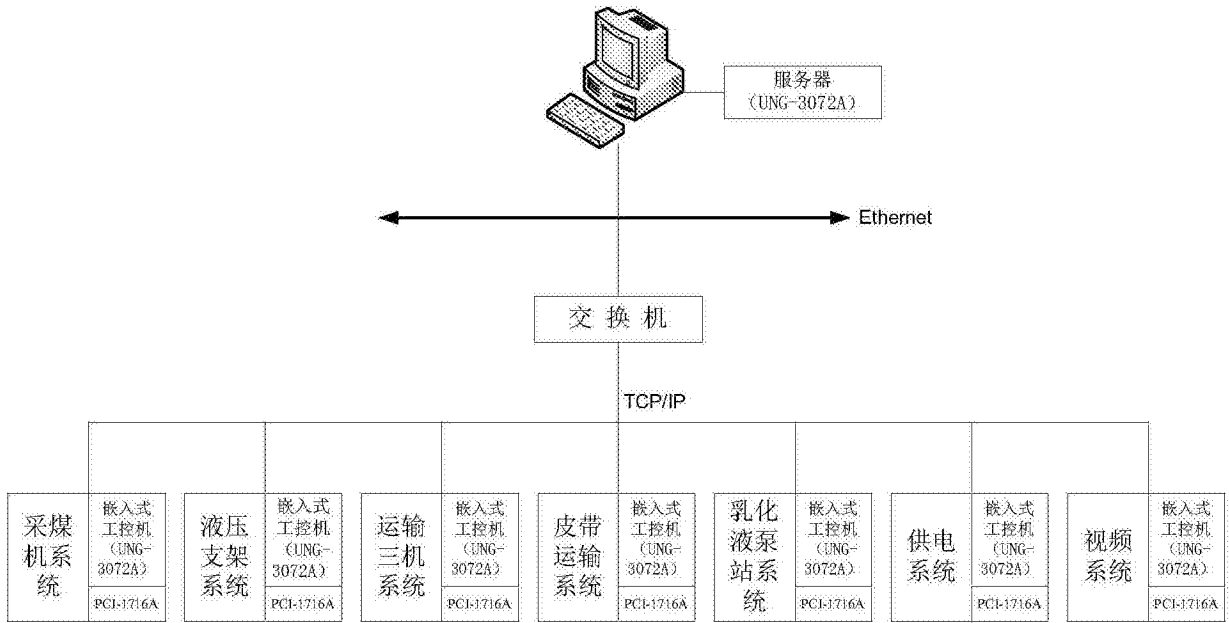 服务器
(UNG-3072A)
Ethernet
交换机
TCP/IP
采煤
机系
统
嵌入式
工控机
(UNG-
3072A)
PCI-1716A
液压
支架
系统
嵌入式
工控机
(UNG-
3072A)
PCI-1716A
运输
三机
系统
嵌入式
工控机
(UNG-
3072A)
PCI-1716A
皮带
运输
系统
嵌入式
工控机
(UNG-
3072A)
PCI-1716A
乳化
液泵
站系
统
嵌入式
工控机
(UNG-
3072A)
PCI-1716A
供电
系统
嵌入式
工控机
(UNG-
3072A)
PCI-1716A
视频
系统
嵌入式
工控机
(UNG-
3072A)
PCI-1716A